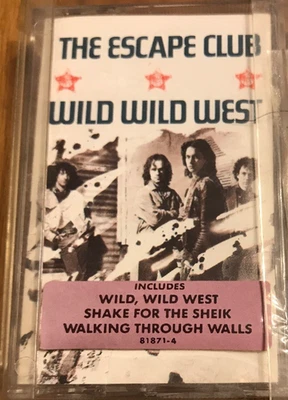 THE ESCAPE CLUB
WILD WILD WEST
INCLUDES
WILD, WILD WEST
SHAKE FOR THE SHEIK
WALKING THROUGH WALLS
81871-4